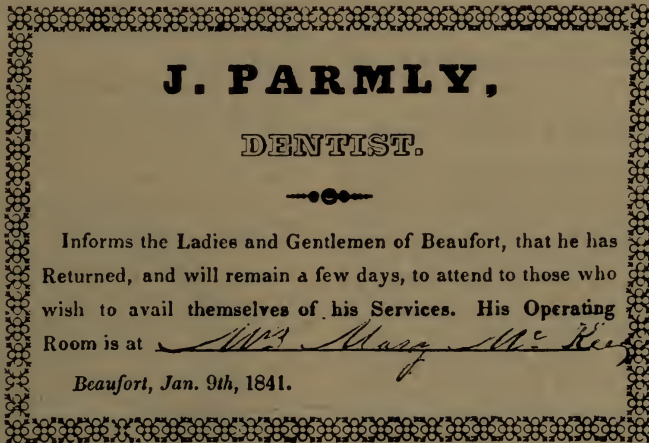 J. PARMLY,
DENTIST.
Informs the Ladies and Gentlemen of Beaufort, that he has
Returned, and will remain a few days, to attend to those who
wish to avail themselves of his Services. His Operating
Room is at Mrs Mary Mc Kee
Beaufort, Jan. 9th, 1841.